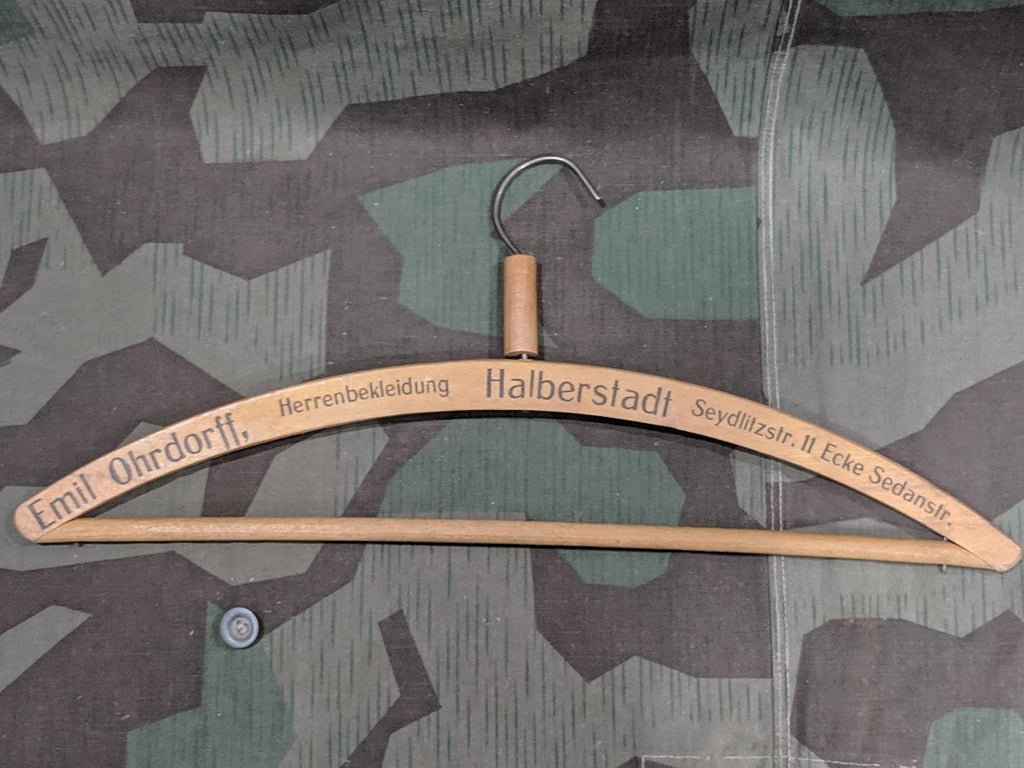 Emil Ohrdorff, Herrenbekleidung Halberstadt Seydlitzstr. 11 Ecke Sedanstr.